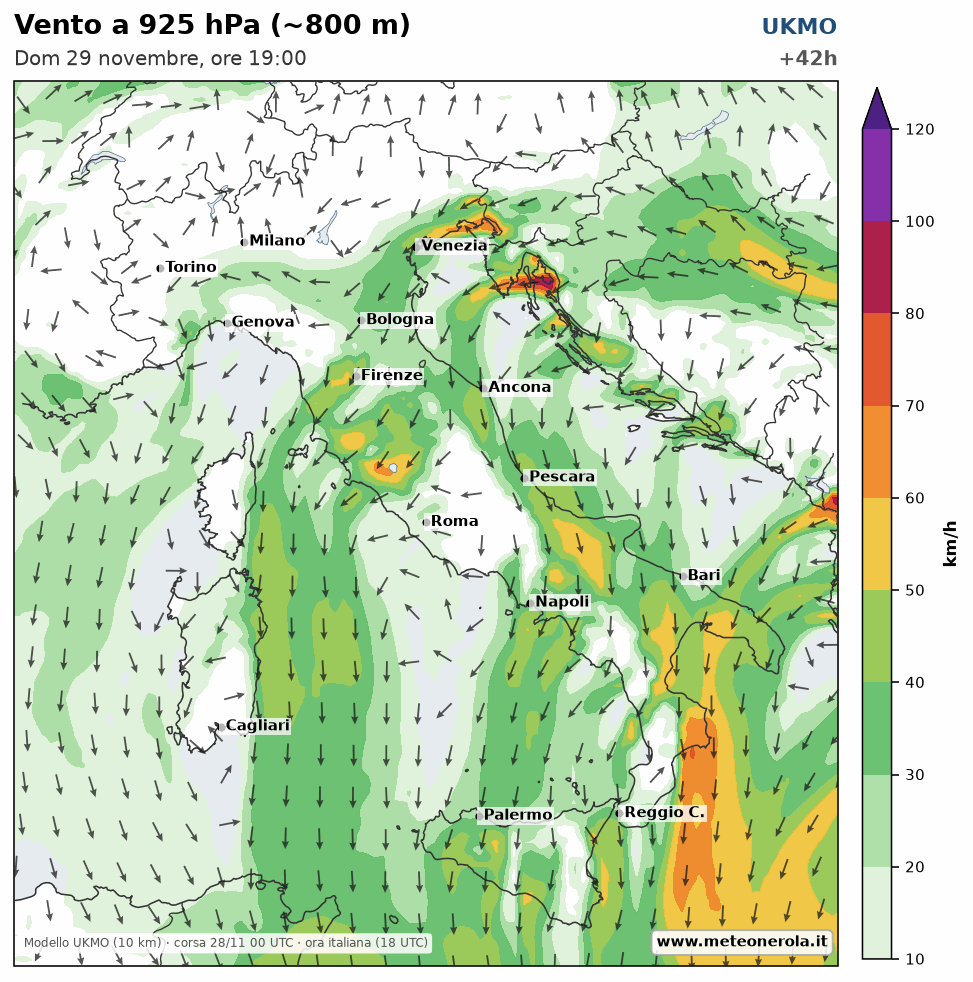 Vento a 925 hPa (~800 m)
UKMO
Dom 29 novembre, ore 19:00
+42h
Milano
Venezia
Torino
Genova
Bologna
Firenze
Ancona
Pescara
Roma
Bari
Napoli
Cagliari
Palermo
Reggio C.
120
100
80
70
60
50
40
30
20
10
km/h
Modello UKMO (10 km) · corsa 28/11 00 UTC · ora italiana (18 UTC)
www.meteonerola.it